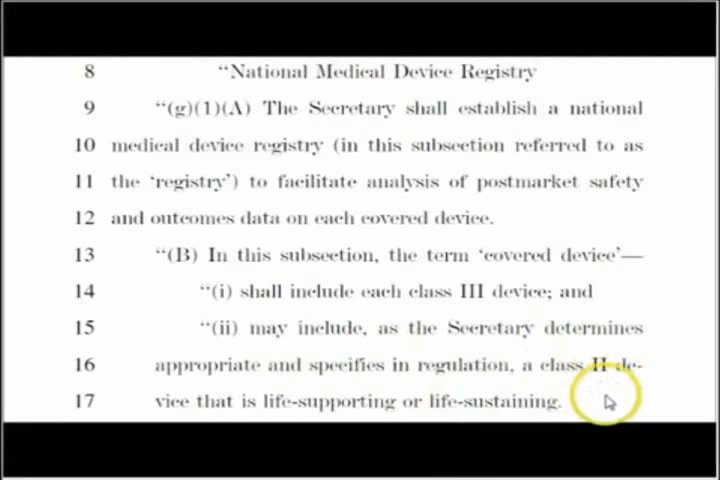 8 “National Medical Device Registry
9 “(g)(1)(A) The Secretary shall establish a national
10 medical device registry (in this subsection referred to as
11 the ‘registry’) to facilitate analysis of postmarket safety
12 and outcomes data on each covered device.
13 “(B) In this subsection, the term ‘covered device’—
14 “(i) shall include each class III device; and
15 “(ii) may include, as the Secretary determines
16 appropriate and specifies in regulation, a class II de-
17 vice that is life-supporting or life-sustaining.